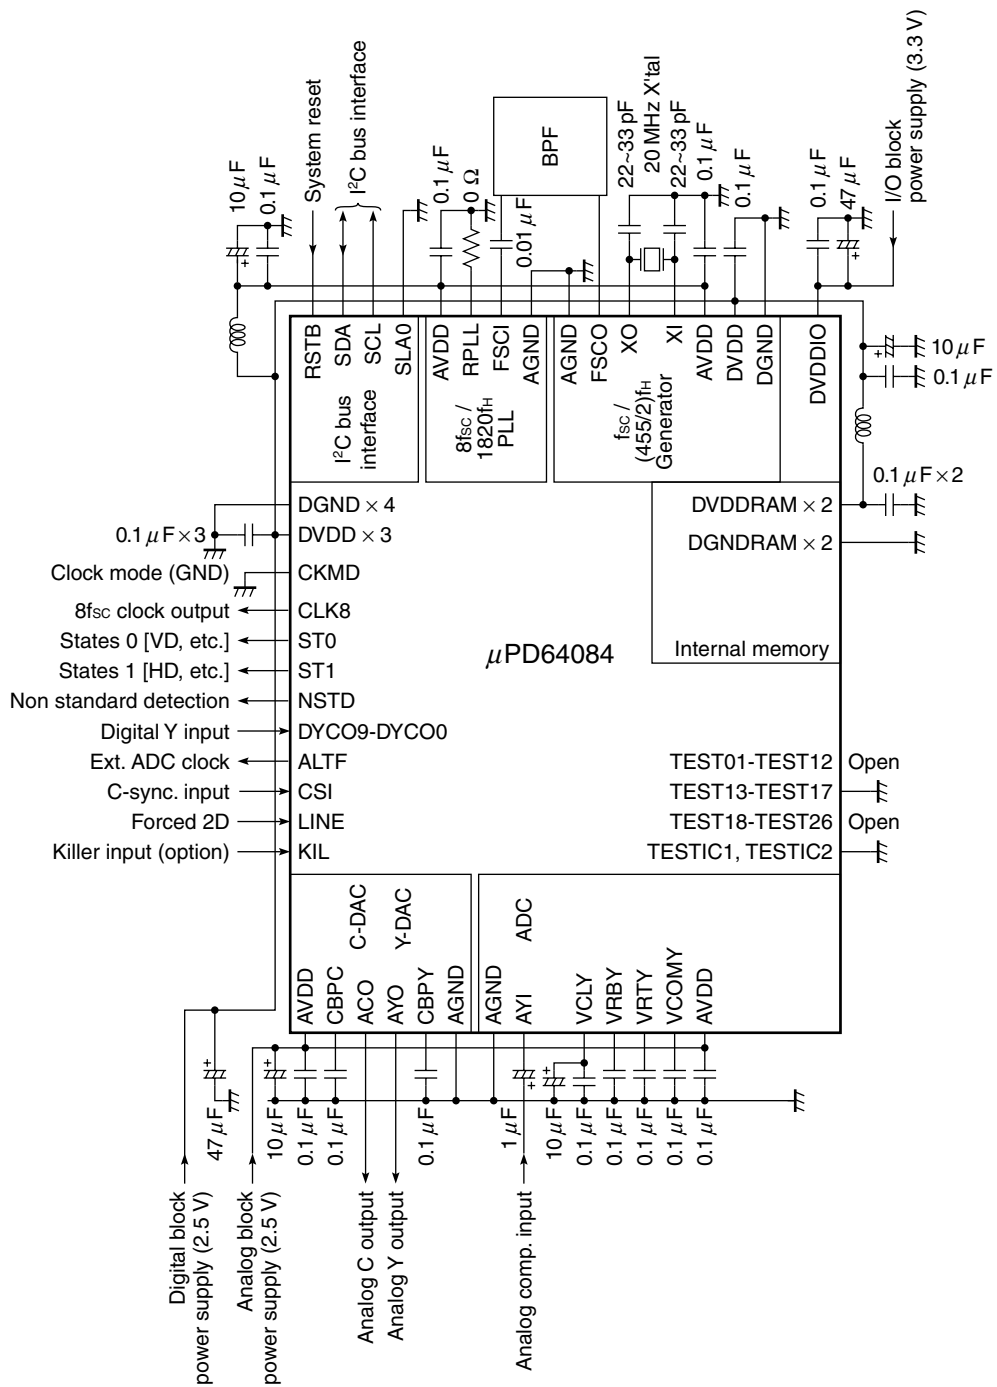 System reset
I²C bus interface
10 µF
0.1 µF
0.1 µF
0 Ω
0.01 µF
BPF
22~33 pF
20 MHz X'tal
22~33 pF
0.1 µF
0.1 µF
0.1 µF
47 µF
I/O block
power supply (3.3 V)
+
+
RSTB
SDA
SCL
SLA0
I²C bus
interface
AVDD
RPLL
FSCI
AGND
8fSC /
1820fH
PLL
AGND
FSCO
XO
XI
AVDD
DVDD
DGND
fSC /
(455/2)fH
Generator
DVDDIO
+
10 µF
0.1 µF
0.1 µF × 2
DGND × 4
0.1 µF × 3
DVDD × 3
Clock mode (GND)
CKMD
8fSC clock output
CLK8
States 0 [VD, etc.]
ST0
States 1 [HD, etc.]
ST1
Non standard detection
NSTD
Digital Y input
DYCO9-DYCO0
Ext. ADC clock
ALTF
C-sync. input
CSI
Forced 2D
LINE
Killer input (option)
KIL
µPD64084
DVDDRAM × 2
DGNDRAM × 2
Internal memory
TEST01-TEST12
Open
TEST13-TEST17
TEST18-TEST26
Open
TESTIC1, TESTIC2
C-DAC
Y-DAC
ADC
AVDD
CBPC
ACO
AYO
CBPY
AGND
AGND
AYI
VCLY
VRBY
VRTY
VCOMY
AVDD
+
+
+
+
47 µF
10 µF
0.1 µF
0.1 µF
0.1 µF
1 µF
10 µF
0.1 µF
0.1 µF
0.1 µF
0.1 µF
0.1 µF
Digital block
power supply (2.5 V)
Analog block
power supply (2.5 V)
Analog C output
Analog Y output
Analog comp. input